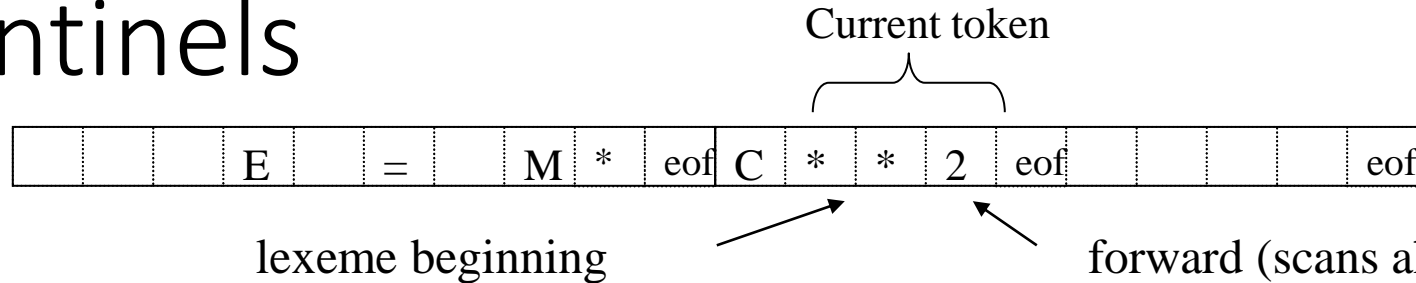 ntinels
Current token
E = M * eof C * * 2 eof eof
lexeme beginning forward (scans a